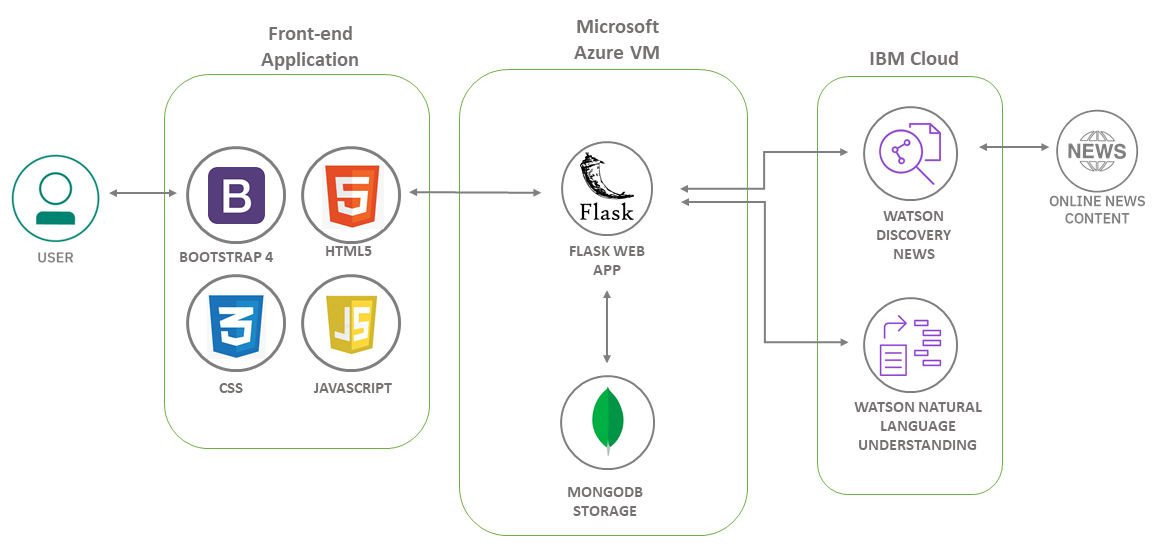 Front-end
Application
Microsoft
Azure VM
IBM Cloud
USER
B
BOOTSTRAP 4
5
HTML5
3
CSS
JS
JAVASCRIPT
Flask
FLASK WEB
APP
MONGODB
STORAGE
WATSON
DISCOVERY
NEWS
WATSON NATURAL
LANGUAGE
UNDERSTANDING
NEWS
ONLINE NEWS
CONTENT